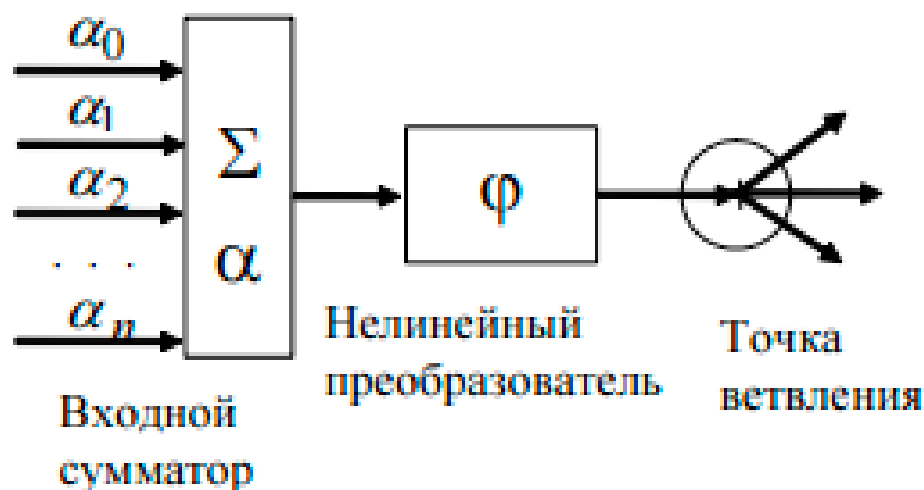 α₀
α₁
α₂
. . .
αₙ
Σ
α
φ
Входной
сумматор
Нелинейный
преобразователь
Точка
ветвления